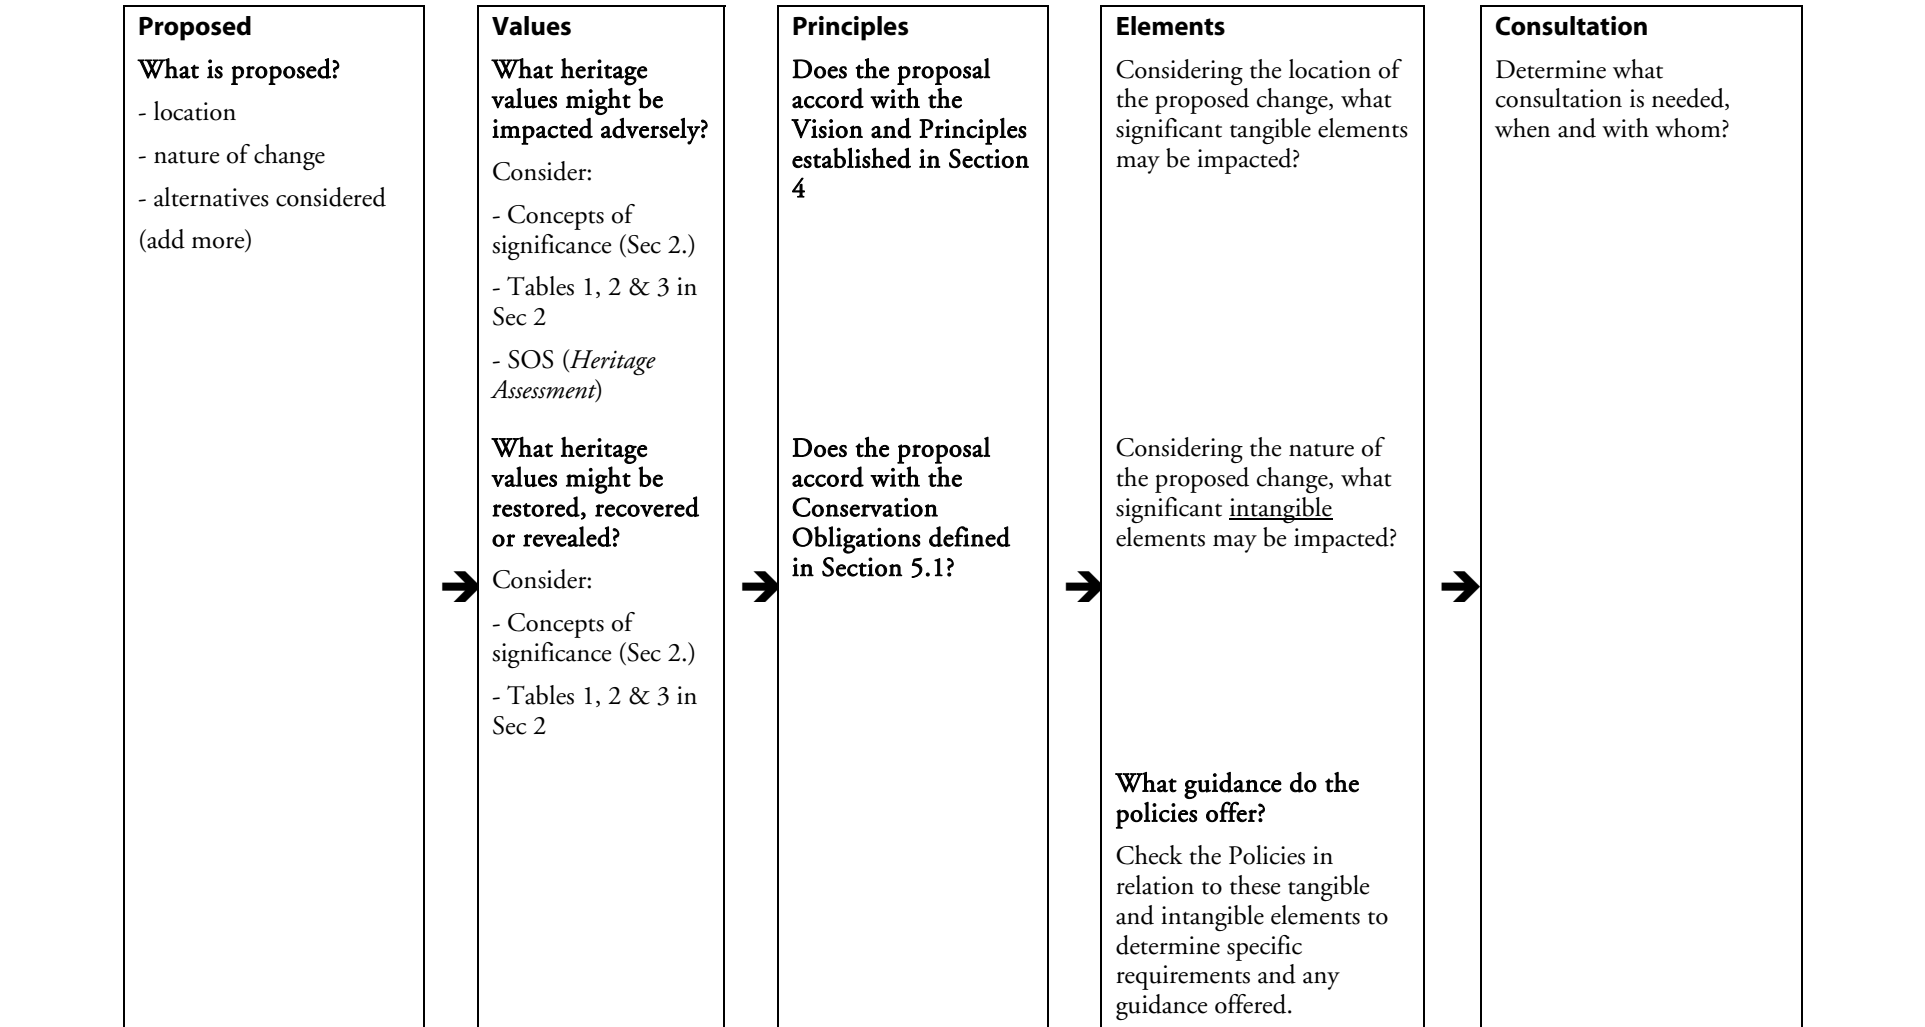 Proposed
What is proposed?
- location
- nature of change
- alternatives considered
(add more)
Values
What heritage
values might be
impacted adversely?
Consider:
- Concepts of
significance (Sec 2.)
- Tables 1, 2 & 3 in
Sec 2
- SOS (Heritage
Assessment)
What heritage
values might be
restored, recovered
or revealed?
Consider:
- Concepts of
significance (Sec 2.)
- Tables 1, 2 & 3 in
Sec 2
Principles
Does the proposal
accord with the
Vision and Principles
established in Section
4
Does the proposal
accord with the
Conservation
Obligations defined
in Section 5.1?
Elements
Considering the location of
the proposed change, what
significant tangible elements
may be impacted?
Considering the nature of
the proposed change, what
significant intangible
elements may be impacted?
What guidance do the
policies offer?
Check the Policies in
relation to these tangible
and intangible elements to
determine specific
requirements and any
guidance offered.
Consultation
Determine what
consultation is needed,
when and with whom?